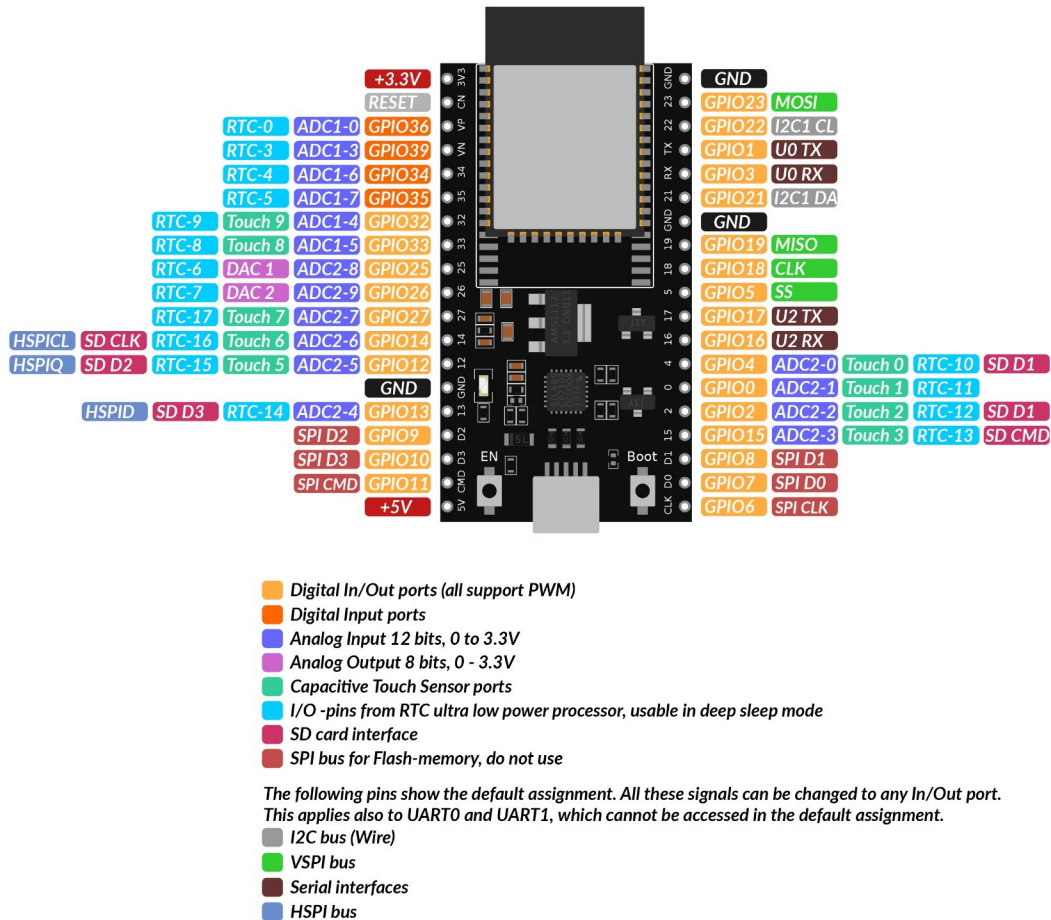 +3.3V 3V3 GND GND
RESET CN 23 GPIO23 MOSI
RTC-0 ADC1-0 GPIO36 VP 22 GPIO22 I2C1 CL
RTC-3 ADC1-3 GPIO39 VN TX GPIO1 U0 TX
RTC-4 ADC1-6 GPIO34 34 RX GPIO3 U0 RX
RTC-5 ADC1-7 GPIO35 35 21 GPIO21 I2C1 DA
RTC-9 Touch 9 ADC1-4 GPIO32 32 GND GND
RTC-8 Touch 8 ADC1-5 GPIO33 33 19 GPIO19 MISO
RTC-6 DAC 1 ADC2-8 GPIO25 25 18 GPIO18 CLK
RTC-7 DAC 2 ADC2-9 GPIO26 26 5 GPIO5 SS
RTC-17 Touch 7 ADC2-7 GPIO27 27 17 GPIO17 U2 TX
HSPICL SD CLK RTC-16 Touch 6 ADC2-6 GPIO14 14 16 GPIO16 U2 RX
HSPIQ SD D2 RTC-15 Touch 5 ADC2-5 GPIO12 12 4 GPIO4 ADC2-0 Touch 0 RTC-10 SD D1
GND GND 0 GPIO0 ADC2-1 Touch 1 RTC-11
HSPID SD D3 RTC-14 ADC2-4 GPIO13 13 2 GPIO2 ADC2-2 Touch 2 RTC-12 SD D1
SPI D2 GPIO9 D2 15 GPIO15 ADC2-3 Touch 3 RTC-13 SD CMD
SPI D3 GPIO10 D3 EN Boot D1 GPIO8 SPI D1
SPI CMD GPIO11 CMD D0 GPIO7 SPI D0
+5V 5V CLK GPIO6 SPI CLK
AMS1117
J3Y
J3Y
Digital In/Out ports (all support PWM)
Digital Input ports
Analog Input 12 bits, 0 to 3.3V
Analog Output 8 bits, 0 - 3.3V
Capacitive Touch Sensor ports
I/O -pins from RTC ultra low power processor, usable in deep sleep mode
SD card interface
SPI bus for Flash-memory, do not use
The following pins show the default assignment. All these signals can be changed to any In/Out port.
This applies also to UART0 and UART1, which cannot be accessed in the default assignment.
I2C bus (Wire)
VSPI bus
Serial interfaces
HSPI bus